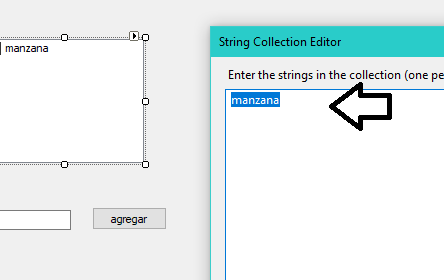 manzana
String Collection Editor
Enter the strings in the collection (one pe
manzana
agregar